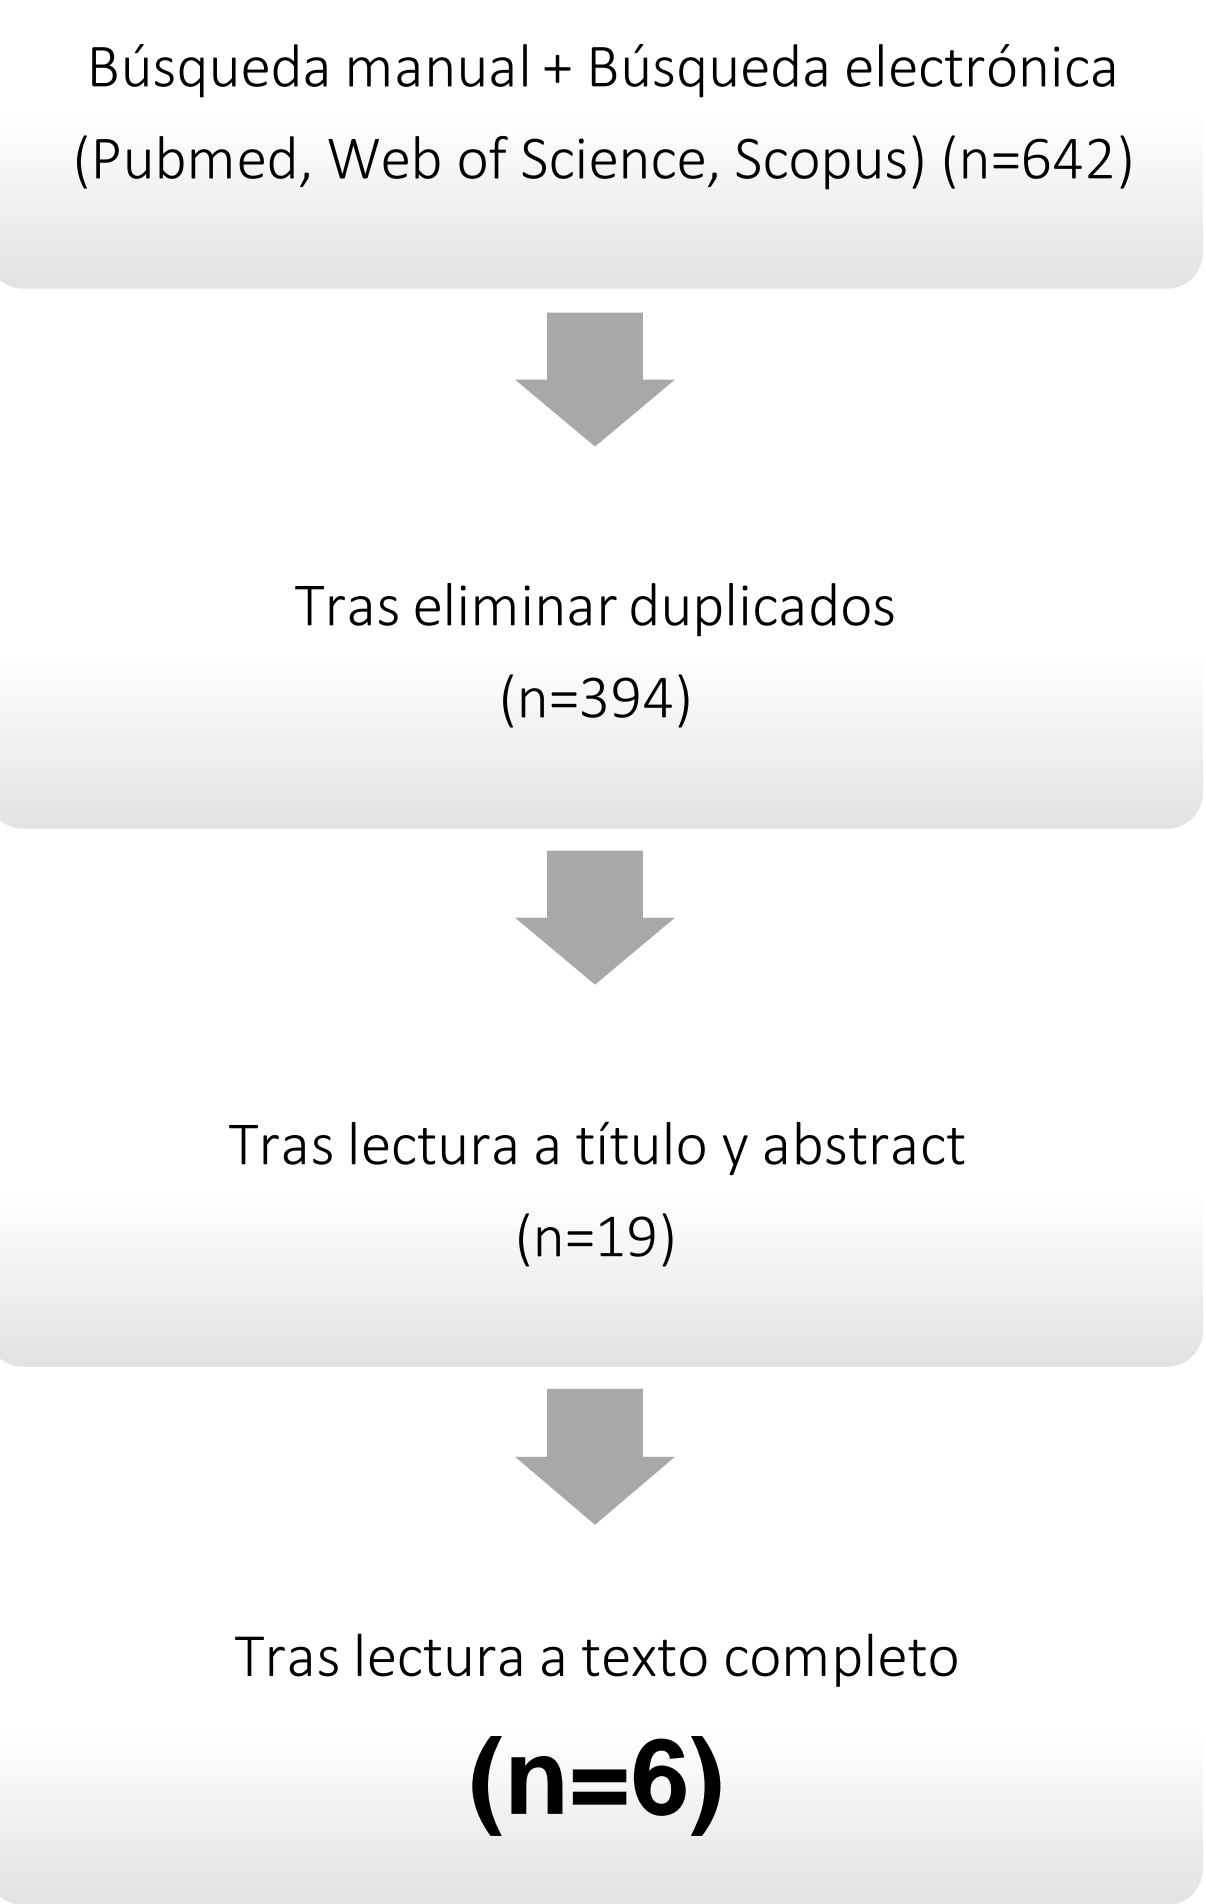 Búsqueda manual + Búsqueda electrónica
(Pubmed, Web of Science, Scopus) (n=642)
Tras eliminar duplicados
(n=394)
Tras lectura a título y abstract
(n=19)
Tras lectura a texto completo
(n=6)